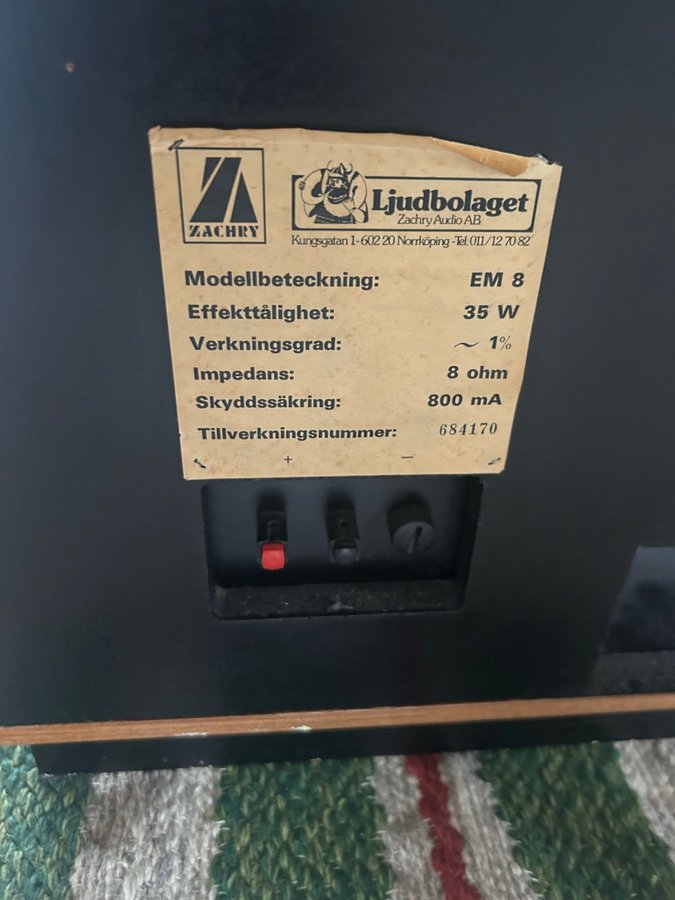 ZACHRY
Ljudbolaget
Zachry Audio AB
Kungsgatan 1 - 602 20 Norrköping - Tel. 011/12 70 82
Modellbeteckning: EM 8
Effekttålighet: 35 W
Verkningsgrad: ~ 1%
Impedans: 8 ohm
Skyddssäkring: 800 mA
Tillverkningsnummer: 684170
+ —